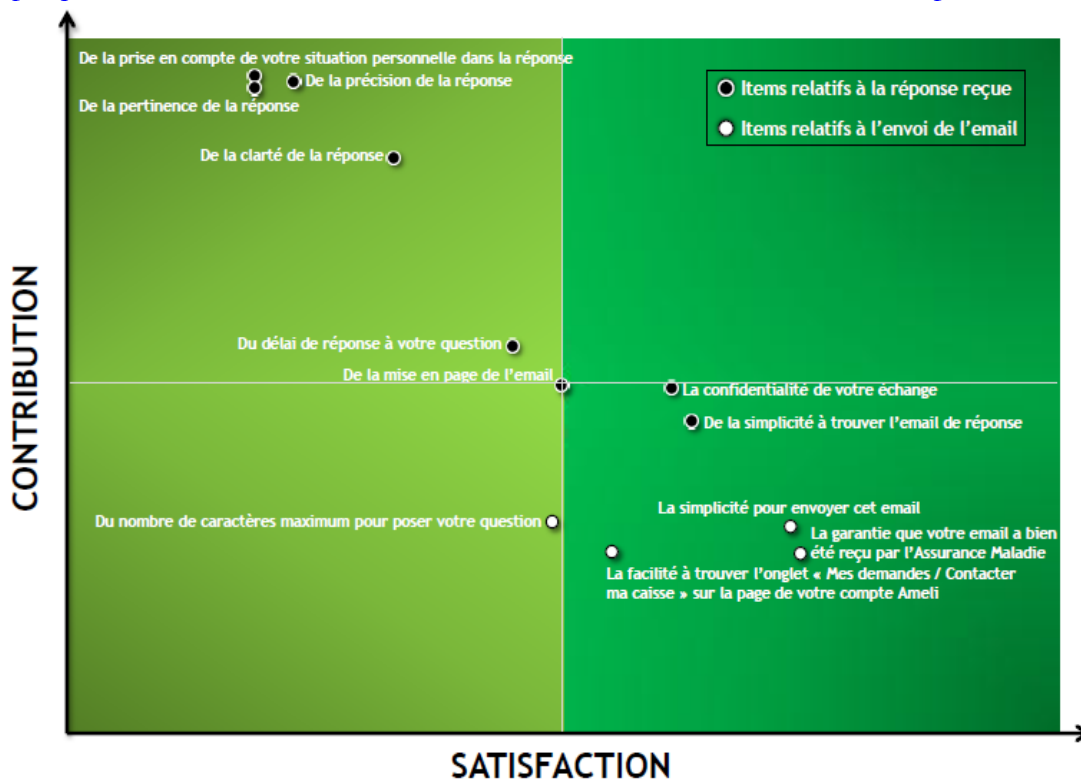 De la prise en compte de votre situation personnelle dans la réponse
De la précision de la réponse
De la pertinence de la réponse
Items relatifs à la réponse reçue
Items relatifs à l'envoi de l'email
De la clarté de la réponse
CONTRIBUTION
Du délai de réponse à votre question
De la mise en page de l'email
La confidentialité de votre échange
De la simplicité à trouver l'email de réponse
La simplicité pour envoyer cet email
Du nombre de caractères maximum pour poser votre question
La garantie que votre email a bien
été reçu par l'Assurance Maladie
La facilité à trouver l'onglet « Mes demandes / Contacter
ma caisse » sur la page de votre compte Ameli
SATISFACTION